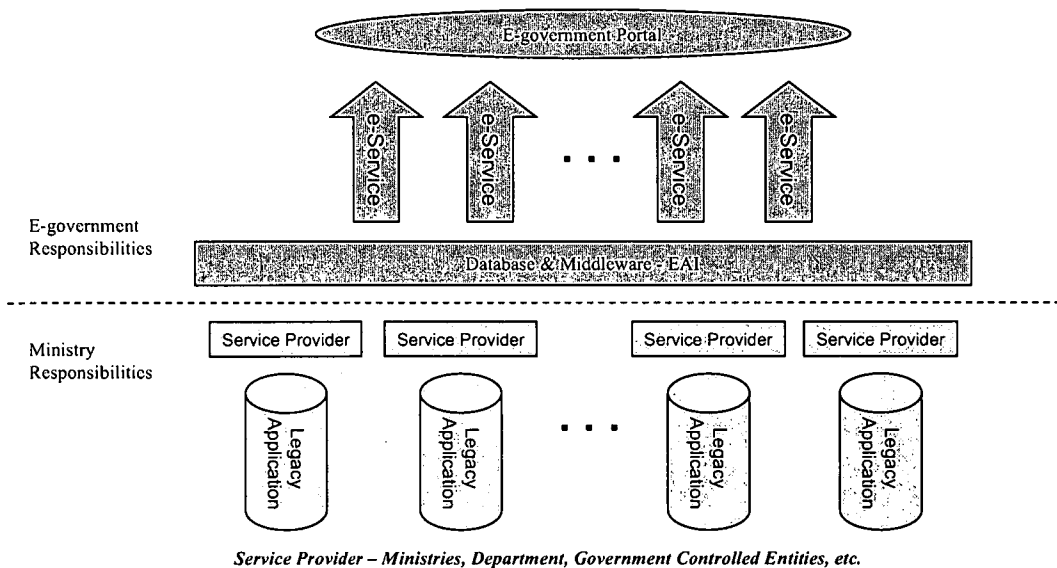 E-government Portal
e-Service
e-Service
. . .
e-Service
e-Service
E-government
Responsibilities
Database & Middleware - EAI
Ministry
Responsibilities
Service Provider
Service Provider
Service Provider
Service Provider
Legacy
Application
Legacy
Application
. . .
Legacy
Application
Legacy
Application
Service Provider – Ministries, Department, Government Controlled Entities, etc.